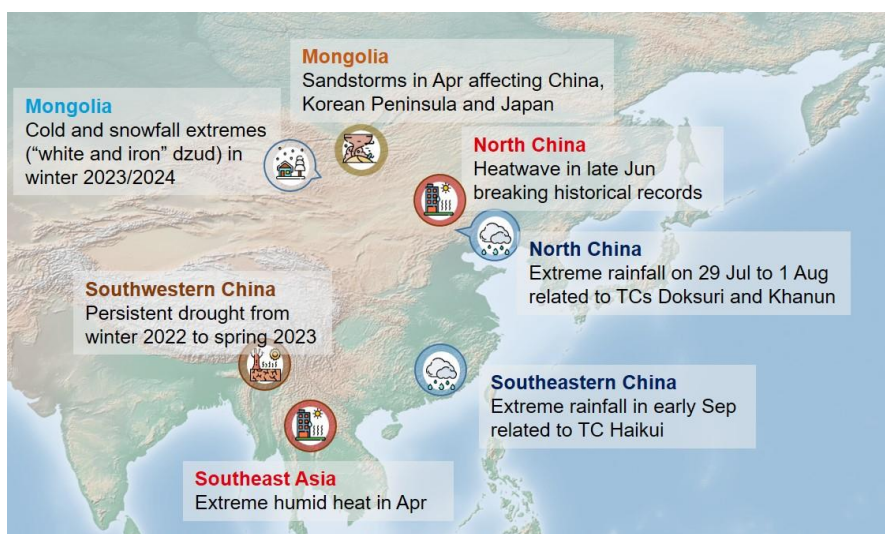 Mongolia
Sandstorms in Apr affecting China,
Korean Peninsula and Japan
Mongolia
Cold and snowfall extremes
(“white and iron” dzud) in
winter 2023/2024
North China
Heatwave in late Jun
breaking historical records
North China
Extreme rainfall on 29 Jul to 1 Aug
related to TCs Doksuri and Khanun
Southwestern China
Persistent drought from
winter 2022 to spring 2023
Southeastern China
Extreme rainfall in early Sep
related to TC Haikui
Southeast Asia
Extreme humid heat in Apr